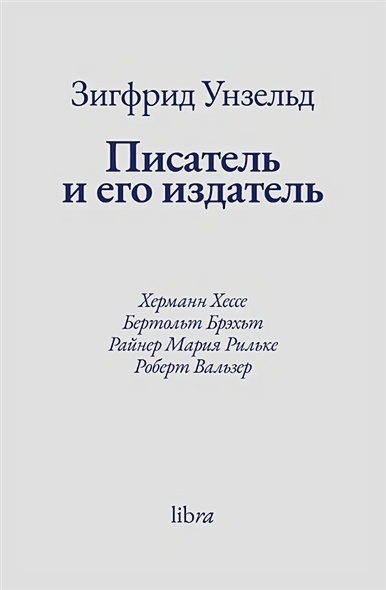 Зигфрид Унзельд
Писатель
и его издатель
Херманн Хессе
Бертольт Брэхьт
Райнер Мария Рильке
Роберт Вальзер
libra